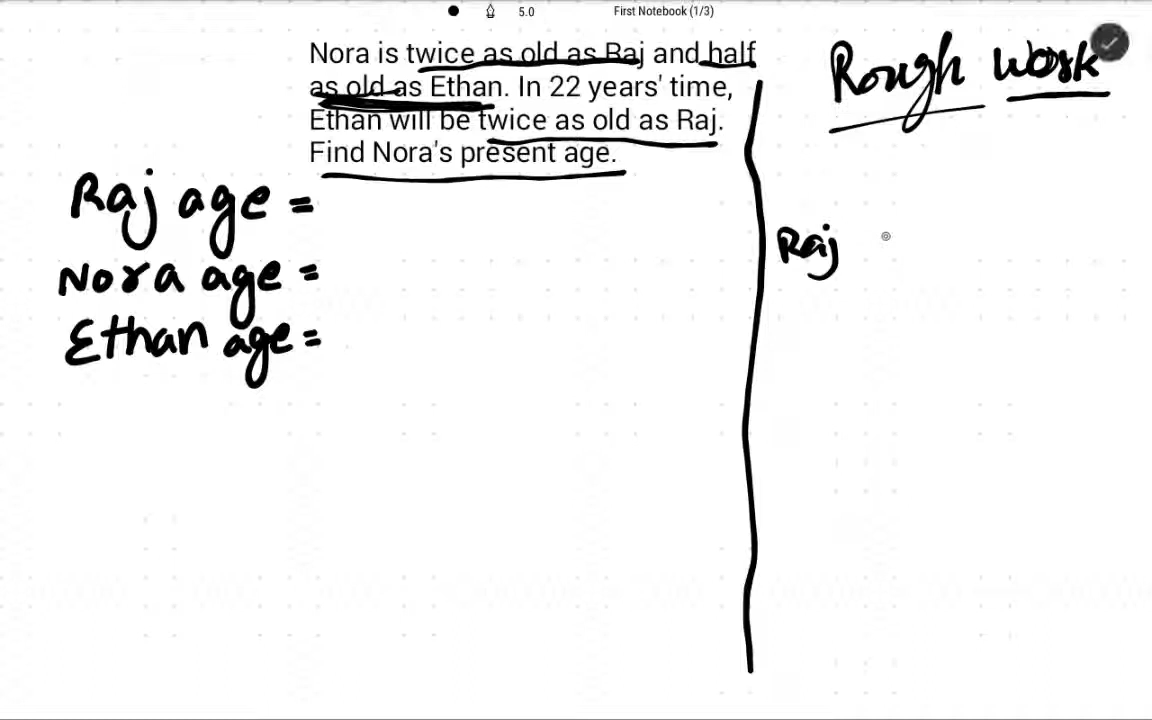 5.0
First Notebook (1/3)
Nora is twice as old as Raj and half
as old as Ethan. In 22 years' time,
Ethan will be twice as old as Raj.
Find Nora's present age.
Rough Work
Raj age =
Nora age =
Ethan age =
Raj